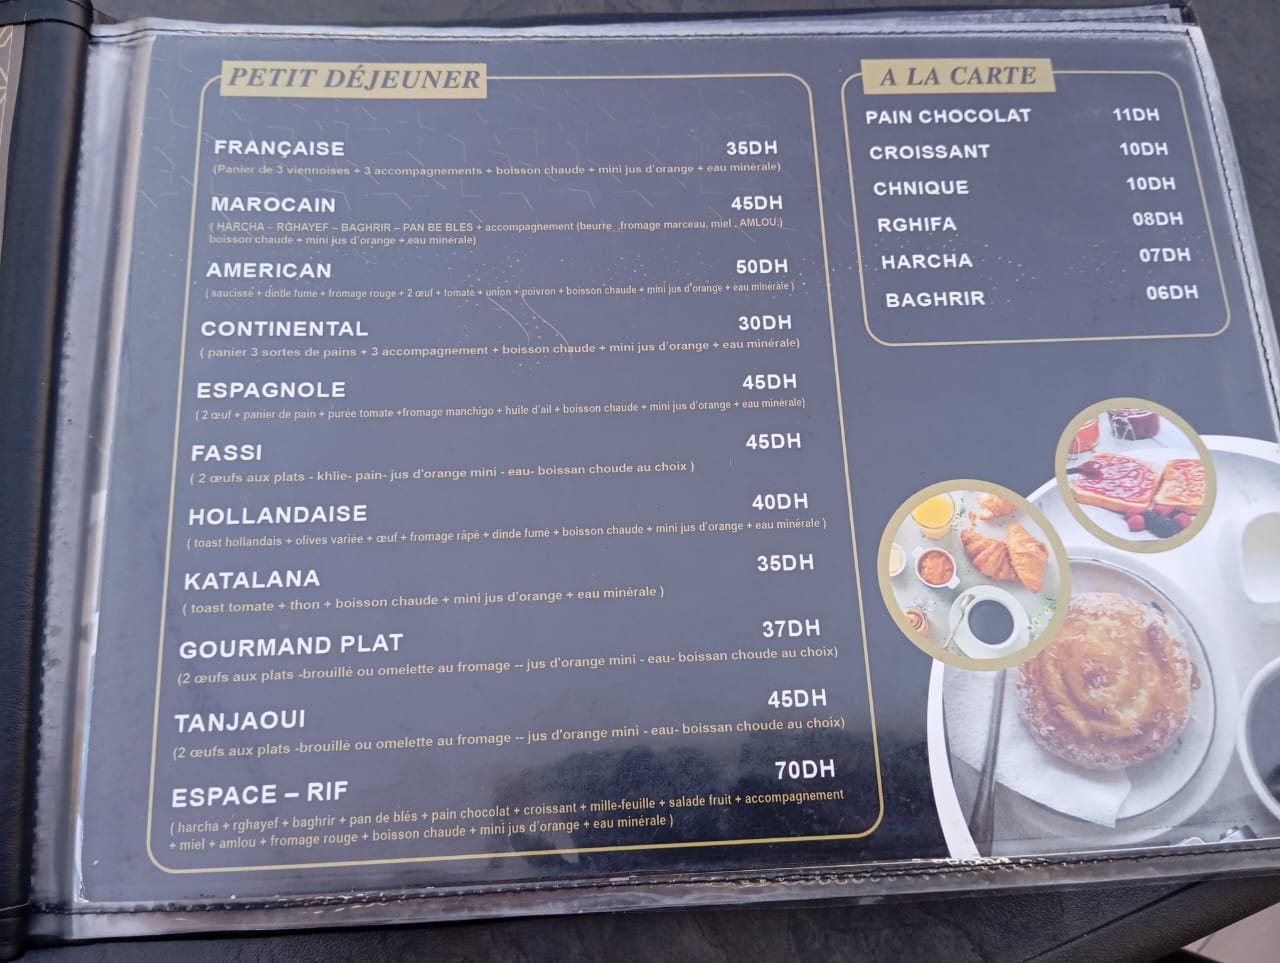 PETIT DÉJEUNER
FRANÇAISE 35DH
(Panier de 3 viennoises + 3 accompagnements + boisson chaude + mini jus d'orange + eau minérale)
MAROCAIN 45DH
( HARCHA – RGHAYEF – BAGHRIR – PAN BE BLES + accompagnement (beurre ,fromage marceau, miel , AMLOU,)
boisson chaude + mini jus d'orange + eau minérale)
AMERICAN 50DH
( saucisse + dinde fume + fromage rouge + 2 œuf + tomate + union + poivron + boisson chaude + mini jus d'orange + eau minérale )
CONTINENTAL 30DH
( panier 3 sortes de pains + 3 accompagnement + boisson chaude + mini jus d'orange + eau minérale)
ESPAGNOLE 45DH
( 2 œuf + panier de pain + purée tomate +fromage manchigo + huile d'ail + boisson chaude + mini jus d'orange + eau minérale)
FASSI 45DH
( 2 œufs aux plats - khlie- pain- jus d'orange mini - eau- boissan choude au choix )
HOLLANDAISE 40DH
( toast hollandais + olives variée + œuf + fromage râpé + dinde fumé + boisson chaude + mini jus d'orange + eau minérale )
KATALANA 35DH
( toast tomate + thon + boisson chaude + mini jus d'orange + eau minérale )
GOURMAND PLAT 37DH
(2 œufs aux plats -brouillé ou omelette au fromage -- jus d'orange mini - eau- boissan choude au choix)
TANJAOUI 45DH
(2 œufs aux plats -brouillé ou omelette au fromage -- jus d'orange mini - eau- boissan choude au choix)
ESPACE – RIF 70DH
( harcha + rghayef + baghrir + pan de blés + pain chocolat + croissant + mille-feuille + salade fruit + accompagnement
+ miel + amlou + fromage rouge + boisson chaude + mini jus d'orange + eau minérale )
A LA CARTE
PAIN CHOCOLAT 11DH
CROISSANT 10DH
CHNIQUE 10DH
RGHIFA 08DH
HARCHA 07DH
BAGHRIR 06DH